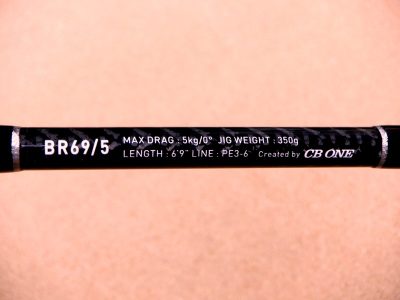 BR69/5
MAX DRAG : 5kg/0° JIG WEIGHT : 350g
LENGTH : 6'9" LINE : PE3-6 Created by CB ONE